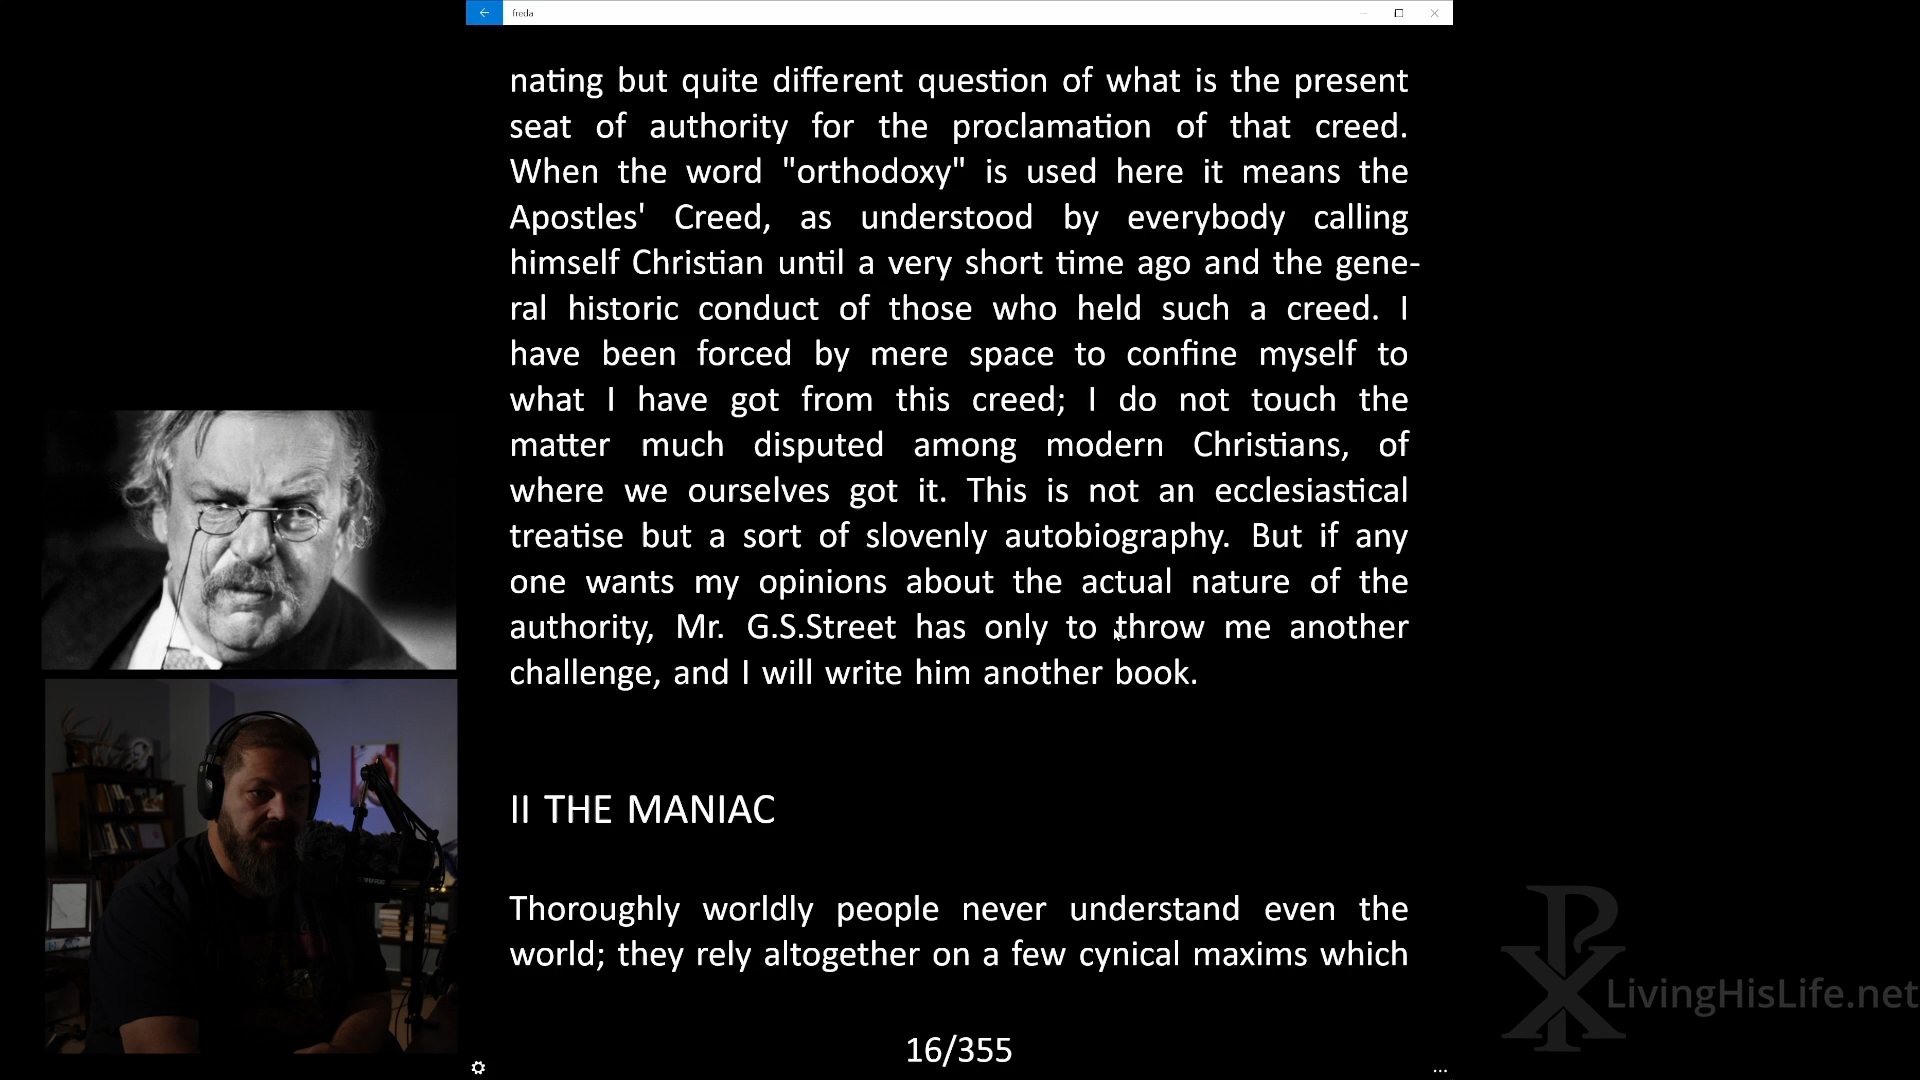 freda
nating but quite different question of what is the present
seat of authority for the proclamation of that creed.
When the word "orthodoxy" is used here it means the
Apostles' Creed, as understood by everybody calling
himself Christian until a very short time ago and the gene-
ral historic conduct of those who held such a creed. I
have been forced by mere space to confine myself to
what I have got from this creed; I do not touch the
matter much disputed among modern Christians, of
where we ourselves got it. This is not an ecclesiastical
treatise but a sort of slovenly autobiography. But if any
one wants my opinions about the actual nature of the
authority, Mr. G.S.Street has only to throw me another
challenge, and I will write him another book.
II THE MANIAC
Thoroughly worldly people never understand even the
world; they rely altogether on a few cynical maxims which
16/355
...
LivingHisLife.net